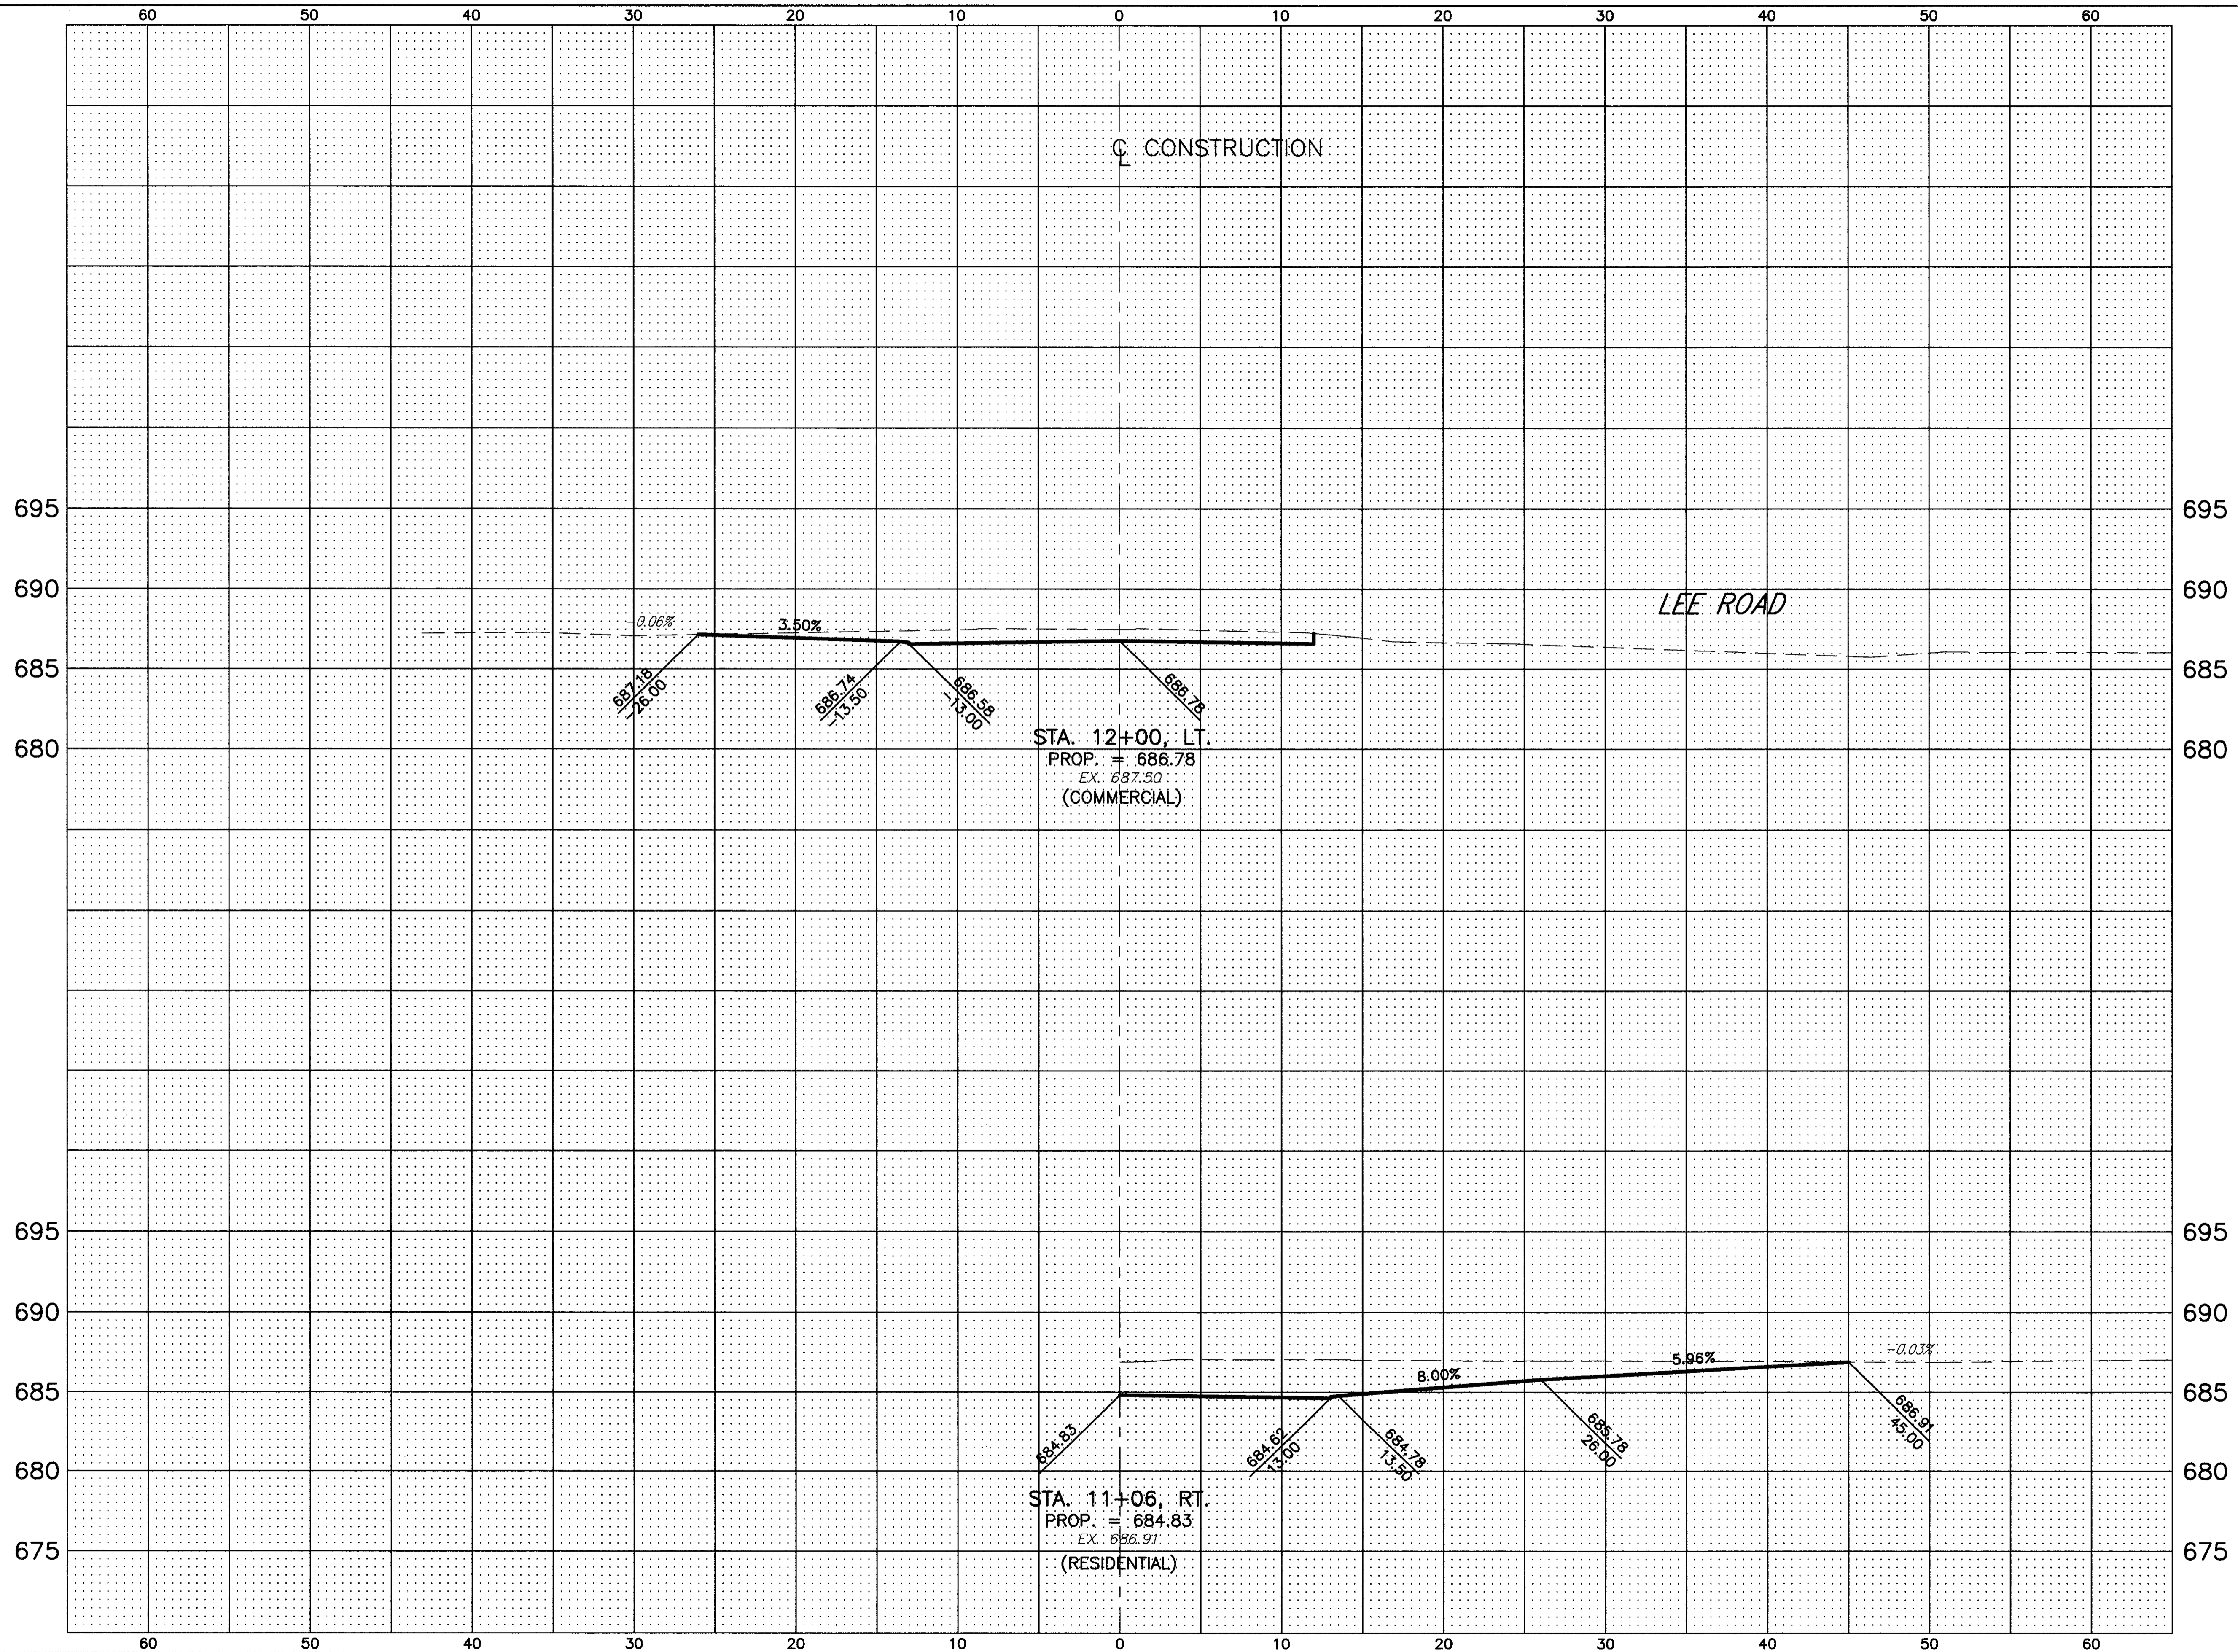 60 50 40 30 20 10 0 10 20 30 40 50 60
℄ CONSTRUCTION
695 695
690 690
LEE ROAD
-0.06%
3.50%
685 685
687.18
-26.00
686.74
-13.50
686.58
-13.00
686.78
STA. 12+00, LT.
680 680
PROP. = 686.78
EX. 687.50
(COMMERCIAL)
695 695
690 690
-0.03%
5.96%
8.00%
685 685
684.83
684.62
13.00
684.78
13.50
685.78
26.00
686.91
45.00
680 680
STA. 11+06, RT.
PROP. = 684.83
EX. 686.91
675 675
(RESIDENTIAL)
60 50 40 30 20 10 0 10 20 30 40 50 60